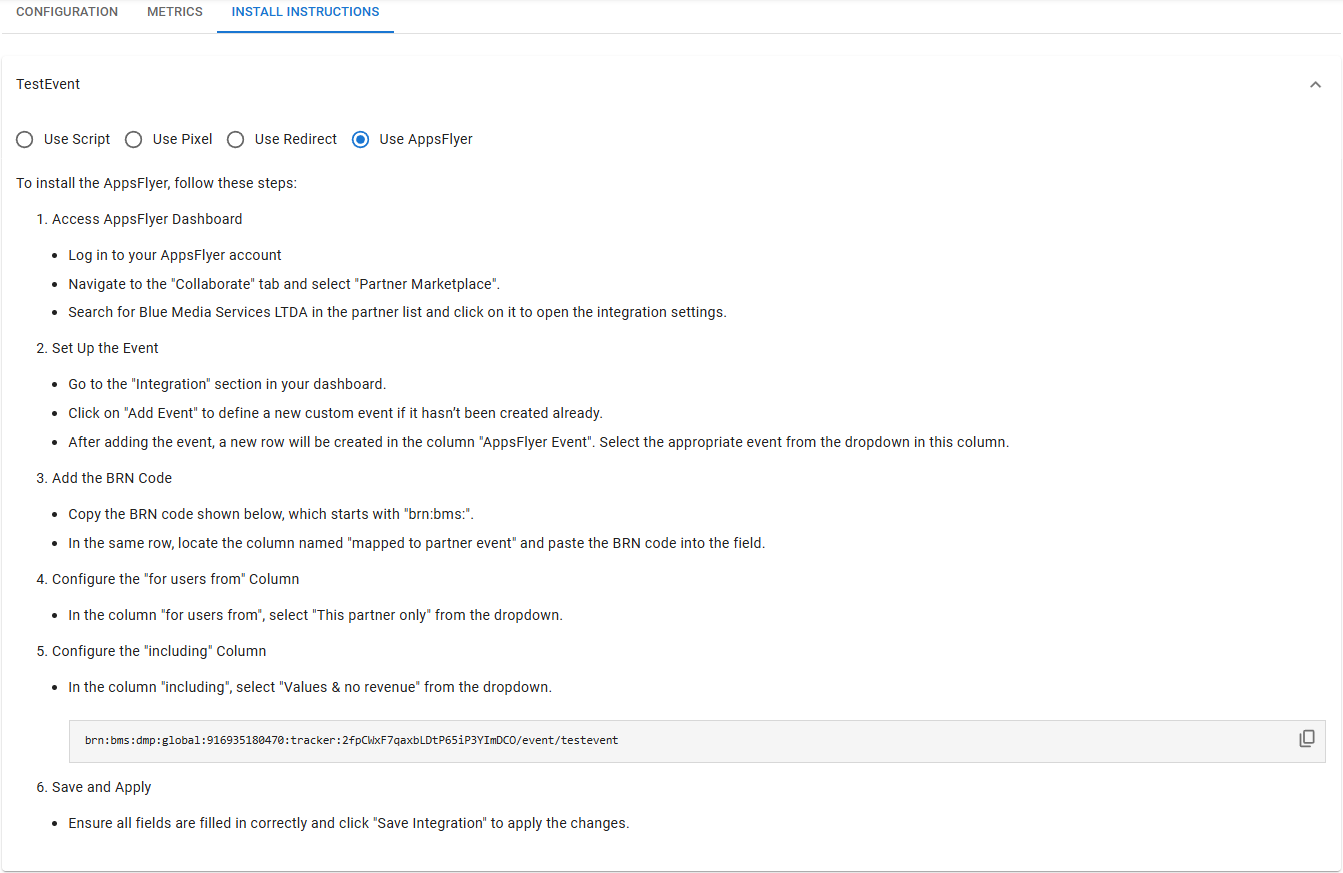 CONFIGURATION METRICS INSTALL INSTRUCTIONS
TestEvent
Use Script Use Pixel Use Redirect Use AppsFlyer
To install the AppsFlyer, follow these steps:
1. Access AppsFlyer Dashboard
• Log in to your AppsFlyer account
• Navigate to the "Collaborate" tab and select "Partner Marketplace".
• Search for Blue Media Services LTDA in the partner list and click on it to open the integration settings.
2. Set Up the Event
• Go to the "Integration" section in your dashboard.
• Click on "Add Event" to define a new custom event if it hasn’t been created already.
• After adding the event, a new row will be created in the column "AppsFlyer Event". Select the appropriate event from the dropdown in this column.
3. Add the BRN Code
• Copy the BRN code shown below, which starts with "brn:bms:".
• In the same row, locate the column named "mapped to partner event" and paste the BRN code into the field.
4. Configure the "for users from" Column
• In the column "for users from", select "This partner only" from the dropdown.
5. Configure the "including" Column
• In the column "including", select "Values & no revenue" from the dropdown.
brn:bms:dmp:global:916935180470:tracker:2fpCWxF7qaxbLDtP65iP3YImDCO/event/testevent
6. Save and Apply
• Ensure all fields are filled in correctly and click "Save Integration" to apply the changes.